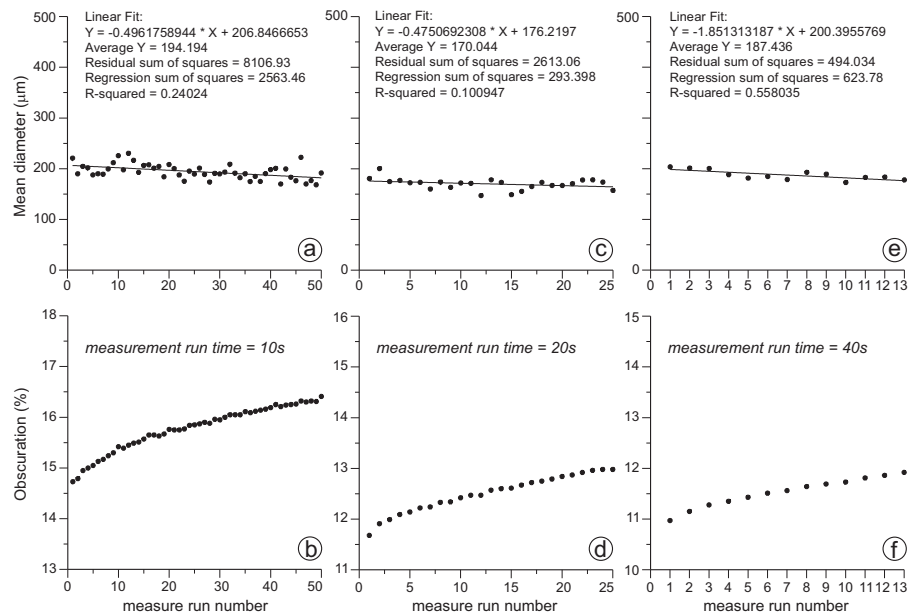 Linear Fit:
Y = -0.4961758944 * X + 206.8466653
Average Y = 194.194
Residual sum of squares = 8106.93
Regression sum of squares = 2563.46
R-squared = 0.24024
500
400
300
200
100
0
Mean diameter (μm)
0 10 20 30 40 50
a
Linear Fit:
Y = -0.4750692308 * X + 176.2197
Average Y = 170.044
Residual sum of squares = 2613.06
Regression sum of squares = 293.398
R-squared = 0.100947
500
0
0 5 10 15 20 25
c
Linear Fit:
Y = -1.851313187 * X + 200.3955769
Average Y = 187.436
Residual sum of squares = 494.034
Regression sum of squares = 623.78
R-squared = 0.558035
500
0
0 1 2 3 4 5 6 7 8 9 10 11 12 13
e
measurement run time = 10s
18
17
16
15
14
13
Obscuration (%)
0 10 20 30 40 50
measure run number
b
measurement run time = 20s
16
15
14
13
12
11
0 5 10 15 20 25
measure run number
d
measurement run time = 40s
15
14
13
12
11
10
0 1 2 3 4 5 6 7 8 9 10 11 12 13
measure run number
f